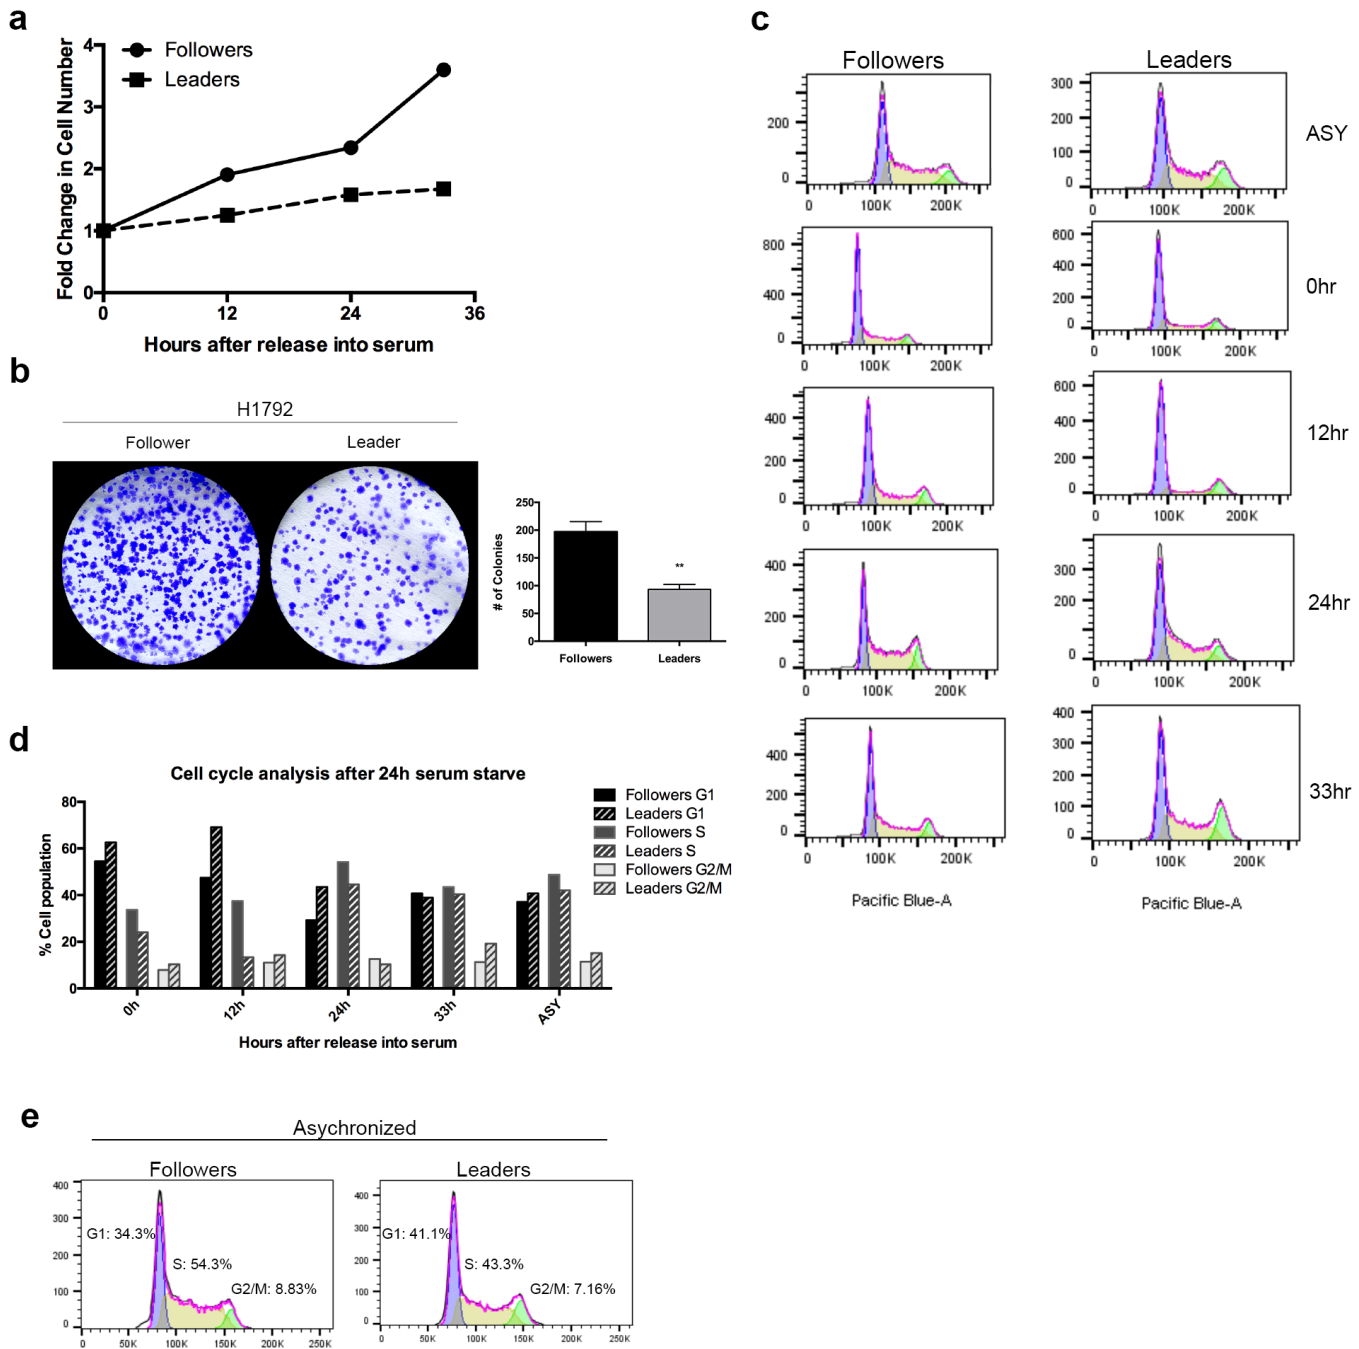 a
Fold Change in Cell Number
4
3
2
1
0
Followers
Leaders
0 12 24 36
Hours after release into serum
b
H1792
Follower Leader
# of Colonies
250
200
150
100
50
0
Followers Leaders
**
c
Followers Leaders
200
100
0
0 100K 200K
300
200
100
0
0 100K 200K
ASY
800
400
0
0 100K 200K
600
400
200
0
0 100K 200K
0hr
400
200
0
0 100K 200K
600
400
200
0
0 100K 200K
12hr
400
200
0
0 100K 200K
300
200
100
0
0 100K 200K
24hr
400
200
0
0 100K 200K
400
300
200
100
0
0 100K 200K
33hr
Pacific Blue-A Pacific Blue-A
d
Cell cycle analysis after 24h serum starve
% Cell population
80
60
40
20
0
0h 12h 24h 33h ASY
Hours after release into serum
Followers G1
Leaders G1
Followers S
Leaders S
Followers G2/M
Leaders G2/M
e
Asychronized
Followers Leaders
400
300
200
100
0
G1: 34.3%
S: 54.3%
G2/M: 8.83%
0 50K 100K 150K 200K 250K
400
300
200
100
0
G1: 41.1%
S: 43.3%
G2/M: 7.16%
0 50K 100K 150K 200K 250K